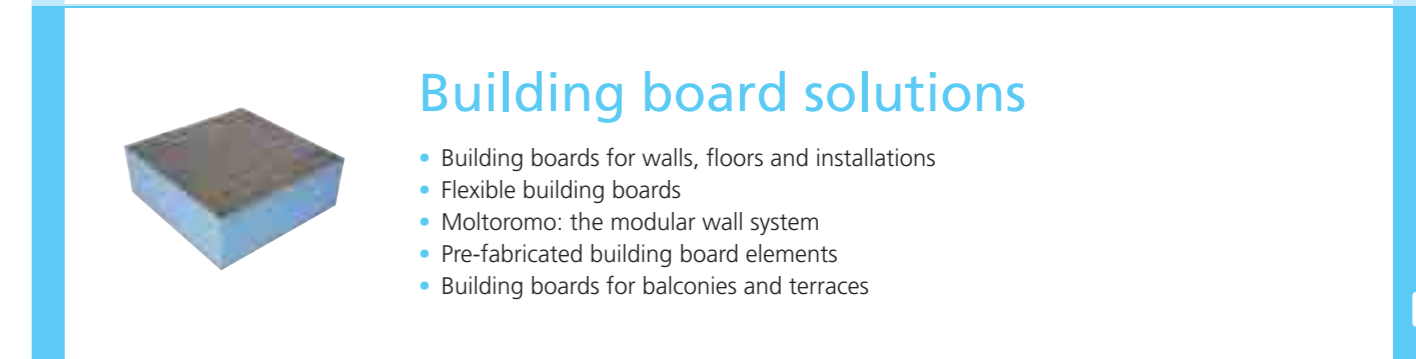 Building board solutions
• Building boards for walls, floors and installations
• Flexible building boards
• Moltoromo: the modular wall system
• Pre-fabricated building board elements
• Building boards for balconies and terraces